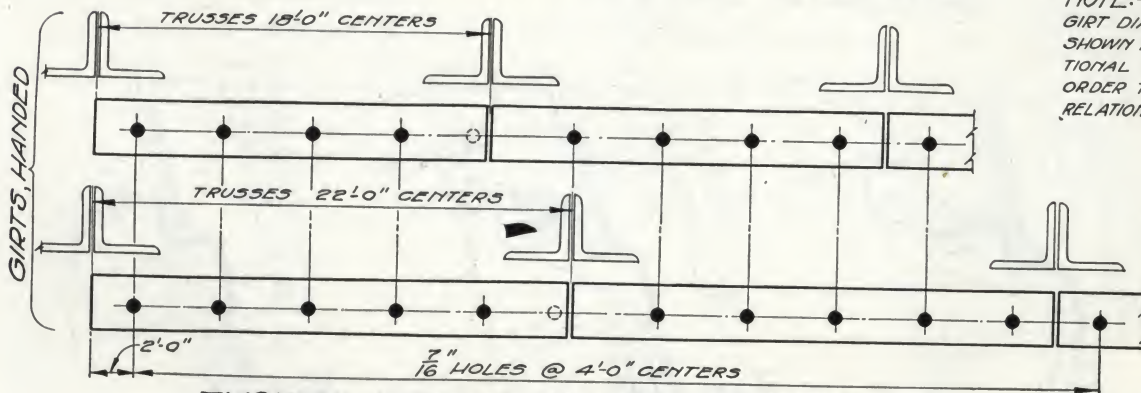 TRUSSES 18'-0" CENTERS
NOTE:-
GIRT
SHOWN
TIONAL
ORDER
RELATION
GIRTS, HANDED
TRUSSES 22'-0" CENTERS
2'-0"
7/16" HOLES @ 4'-0" CENTERS